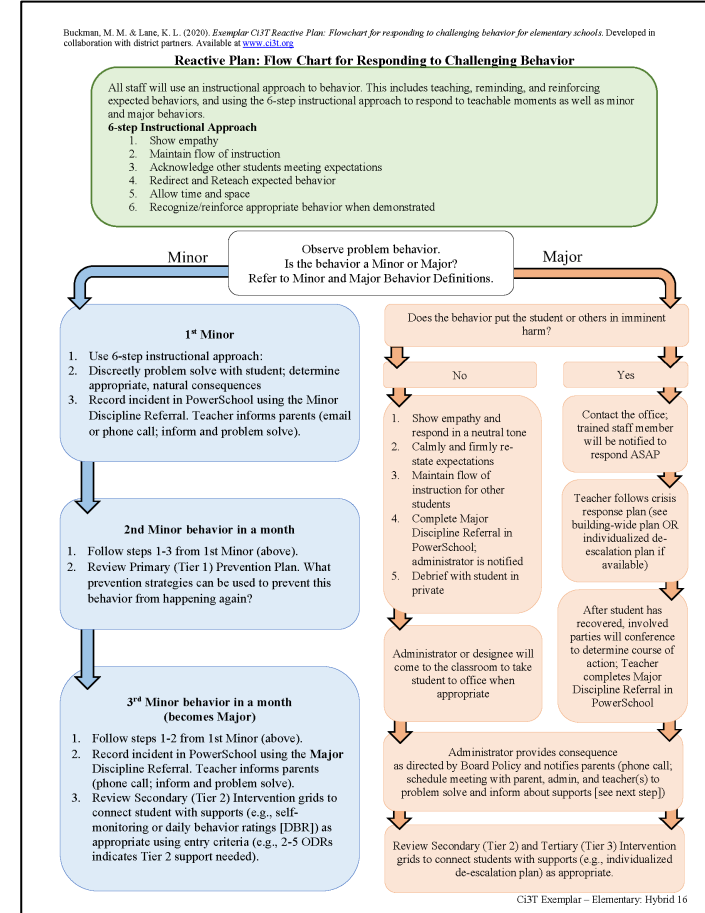 Buckman, M. M. & Lane, K. L. (2020). Exemplar Ci3T Reactive Plan: Flowchart for responding to challenging behavior for elementary schools. Developed in
collaboration with district partners. Available at www.ci3t.org
Reactive Plan: Flow Chart for Responding to Challenging Behavior
All staff will use an instructional approach to behavior. This includes teaching, reminding, and reinforcing
expected behaviors, and using the 6-step instructional approach to respond to teachable moments as well as minor
and major behaviors.
6-step Instructional Approach
1. Show empathy
2. Maintain flow of instruction
3. Acknowledge other students meeting expectations
4. Redirect and Reteach expected behavior
5. Allow time and space
6. Recognize/reinforce appropriate behavior when demonstrated
Minor
Observe problem behavior.
Is the behavior a Minor or Major?
Refer to Minor and Major Behavior Definitions.
Major
1st Minor
1. Use 6-step instructional approach:
2. Discreetly problem solve with student; determine
appropriate, natural consequences
3. Record incident in PowerSchool using the Minor
Discipline Referral. Teacher informs parents (email
or phone call; inform and problem solve).
2nd Minor behavior in a month
1. Follow steps 1-3 from 1st Minor (above).
2. Review Primary (Tier 1) Prevention Plan. What
prevention strategies can be used to prevent this
behavior from happening again?
3rd Minor behavior in a month
(becomes Major)
1. Follow steps 1-2 from 1st Minor (above).
2. Record incident in PowerSchool using the Major
Discipline Referral. Teacher informs parents
(phone call; inform and problem solve).
3. Review Secondary (Tier 2) Intervention grids to
connect student with supports (e.g., self-
monitoring or daily behavior ratings [DBR]) as
appropriate using entry criteria (e.g., 2-5 ODRs
indicates Tier 2 support needed).
Does the behavior put the student or others in imminent
harm?
No
1. Show empathy and
respond in a neutral tone
2. Calmly and firmly re-
state expectations
3. Maintain flow of
instruction for other
students
4. Complete Major
Discipline Referral in
PowerSchool;
administrator is notified
5. Debrief with student in
private
Administrator or designee will
come to the classroom to take
student to office when
appropriate
Yes
Contact the office;
trained staff member
will be notified to
respond ASAP
Teacher follows crisis
response plan (see
building-wide plan OR
individualized de-
escalation plan if
available)
After student has
recovered, involved
parties will conference
to determine course of
action; Teacher
completes Major
Discipline Referral in
PowerSchool
Administrator provides consequence
as directed by Board Policy and notifies parents (phone call;
schedule meeting with parent, admin, and teacher(s) to
problem solve and inform about supports [see next step])
Review Secondary (Tier 2) and Tertiary (Tier 3) Intervention
grids to connect students with supports (e.g., individualized
de-escalation plan) as appropriate.
Ci3T Exemplar – Elementary: Hybrid 16